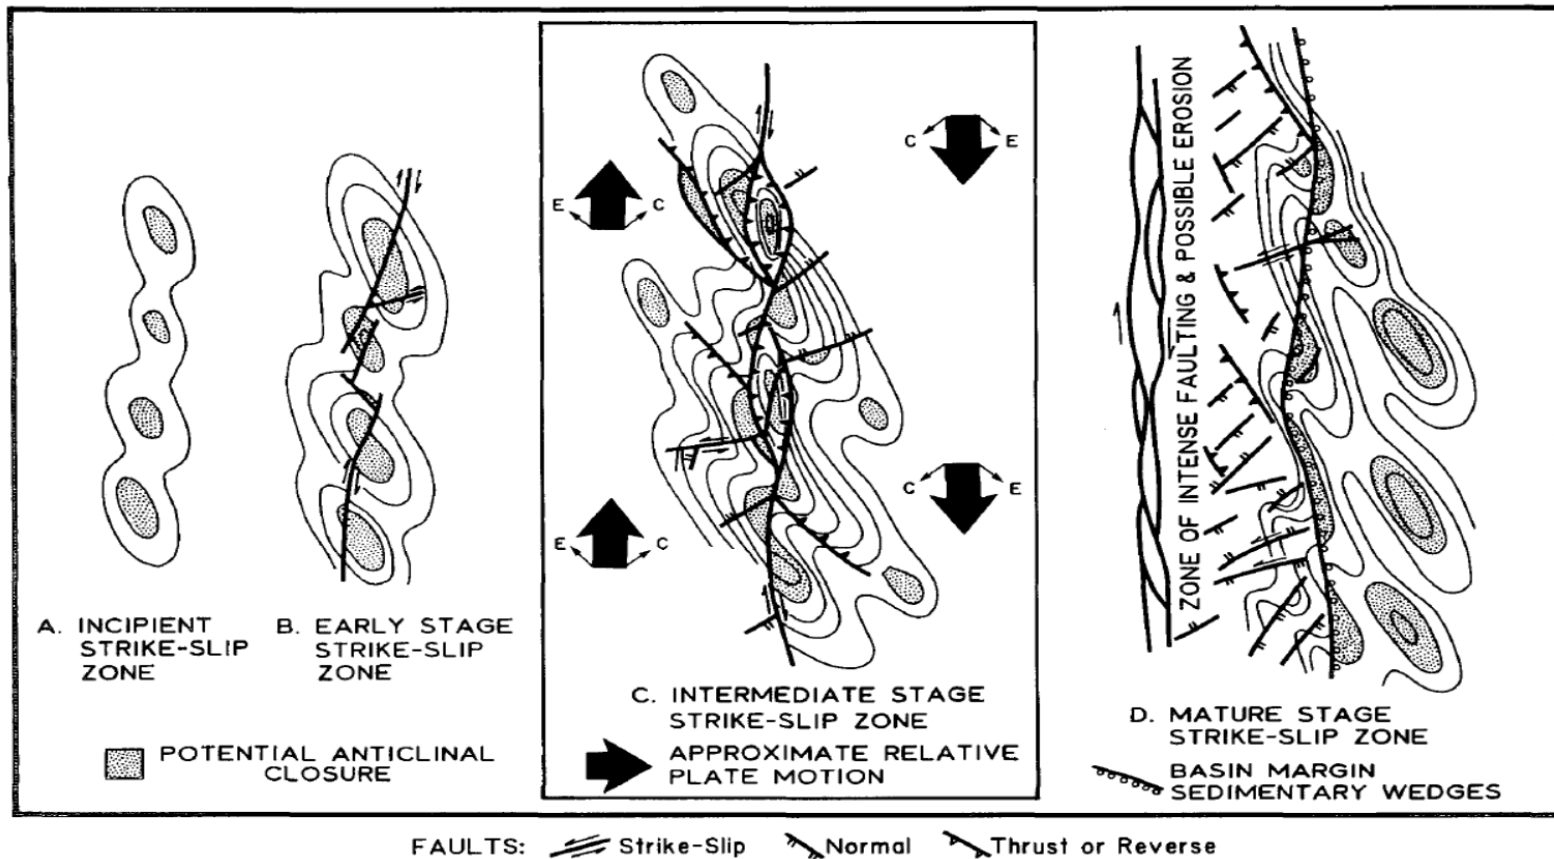 C
E
E
C
C
E
E
C
ZONE OF INTENSE FAULTING & POSSIBLE EROSION
A. INCIPIENT
STRIKE-SLIP
ZONE
B. EARLY STAGE
STRIKE-SLIP
ZONE
C. INTERMEDIATE STAGE
STRIKE-SLIP ZONE
D. MATURE STAGE
STRIKE-SLIP ZONE
POTENTIAL ANTICLINAL
CLOSURE
APPROXIMATE RELATIVE
PLATE MOTION
BASIN MARGIN
SEDIMENTARY WEDGES
FAULTS: Strike-Slip Normal Thrust or Reverse